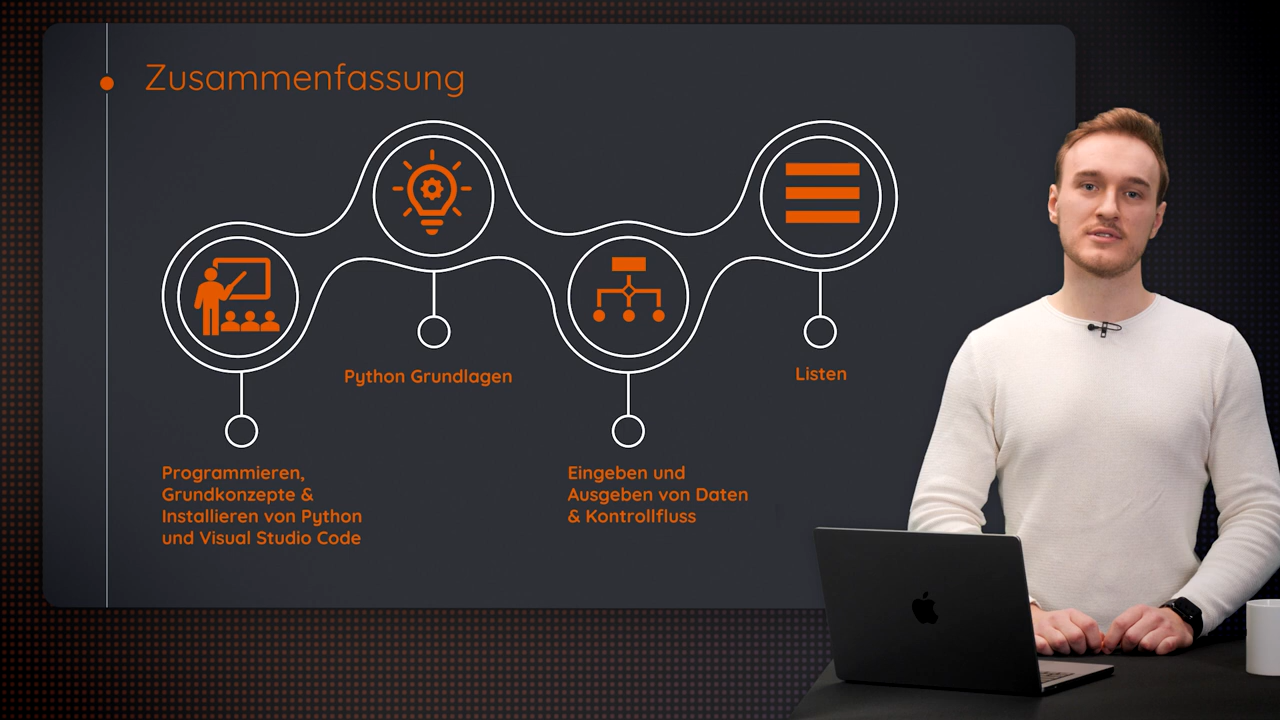 Zusammenfassung
Programmieren,
Grundkonzepte &
Installieren von Python
und Visual Studio Code
Python Grundlagen
Eingeben und
Ausgeben von Daten
& Kontrollfluss
Listen